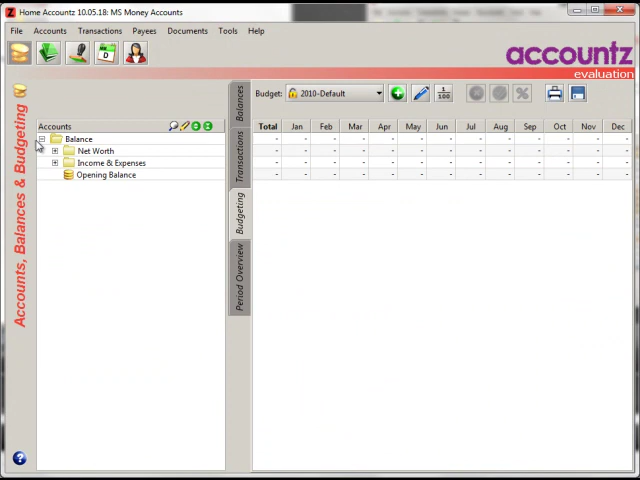 Home Accountz 10.05.18: MS Money Accounts
File Accounts Transactions Payees Documents Tools Help
accountz
evaluation
Accounts, Balances & Budgeting
Accounts
Balance
Net Worth
Income & Expenses
Opening Balance
Balances
Transactions
Budgeting
Period Overview
Budget: 2010-Default 1/100
Total Jan Feb Mar Apr May Jun Jul Aug Sep Oct Nov Dec
- - - - - - - - - - - - -
- - - - - - - - - - - - -
- - - - - - - - - - - - -
- - - - - - - - - - - - -